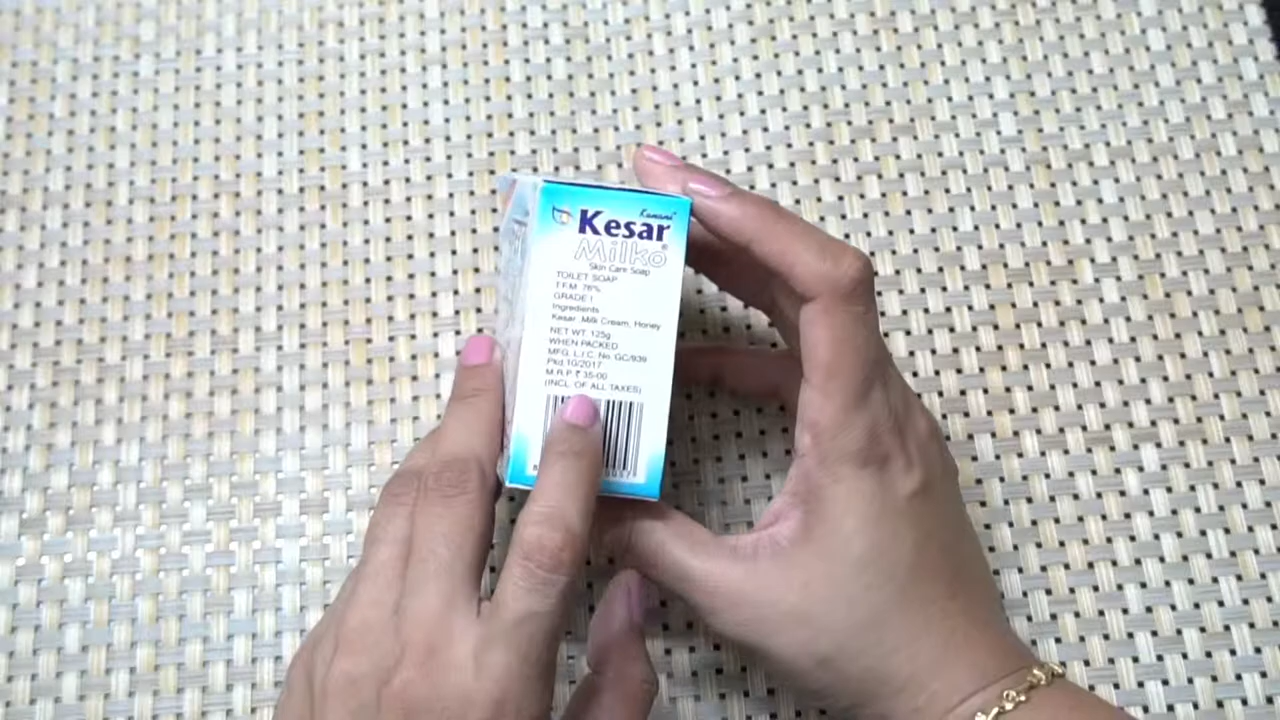 Kamani
Kesar
Milko®
Skin Care Soap
TOILET SOAP
T.F.M. 76%
GRADE I
Ingredients
Kesar, Milk Cream, Honey
NET WT. 125g
WHEN PACKED
MFG. L.I.C. No. GC/939
Pkd.10/2017
M.R.P. ₹ 35-00
(INCL. OF ALL TAXES)
8